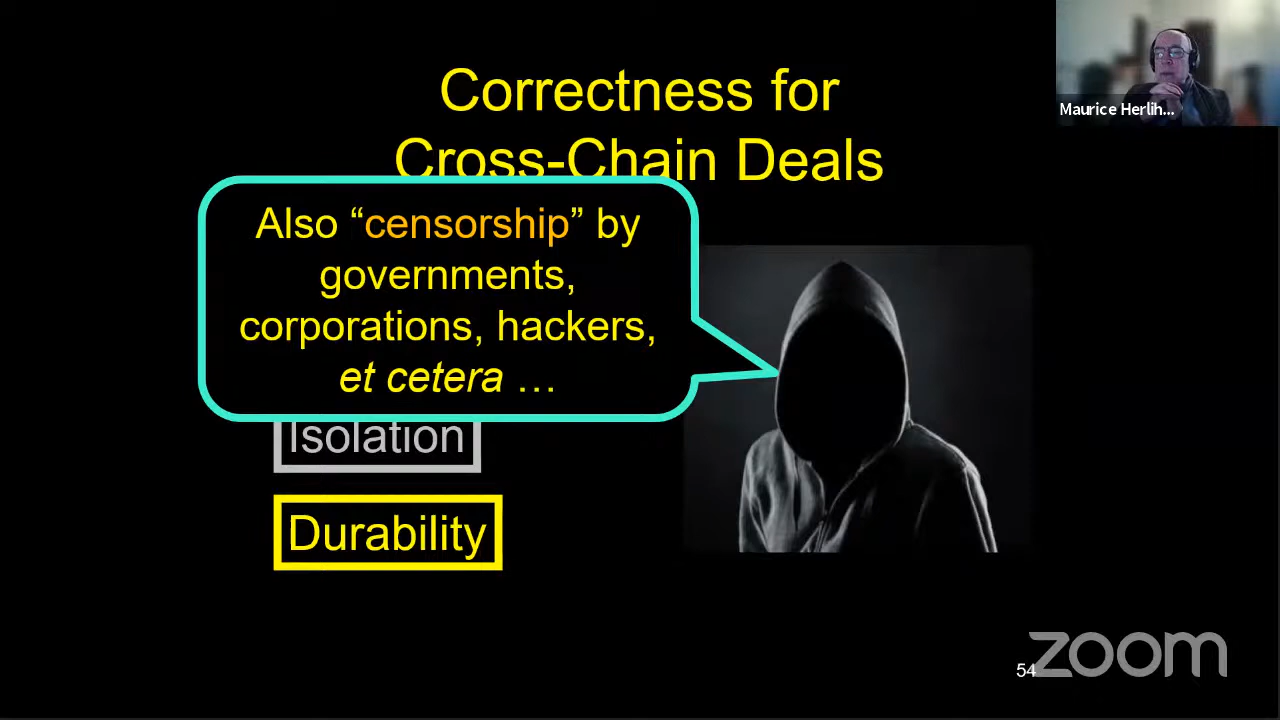 Correctness for
Cross-Chain Deals
Maurice Herlih...
Also “censorship” by
governments,
corporations, hackers,
et cetera …
Isolation
Durability
54
zoom